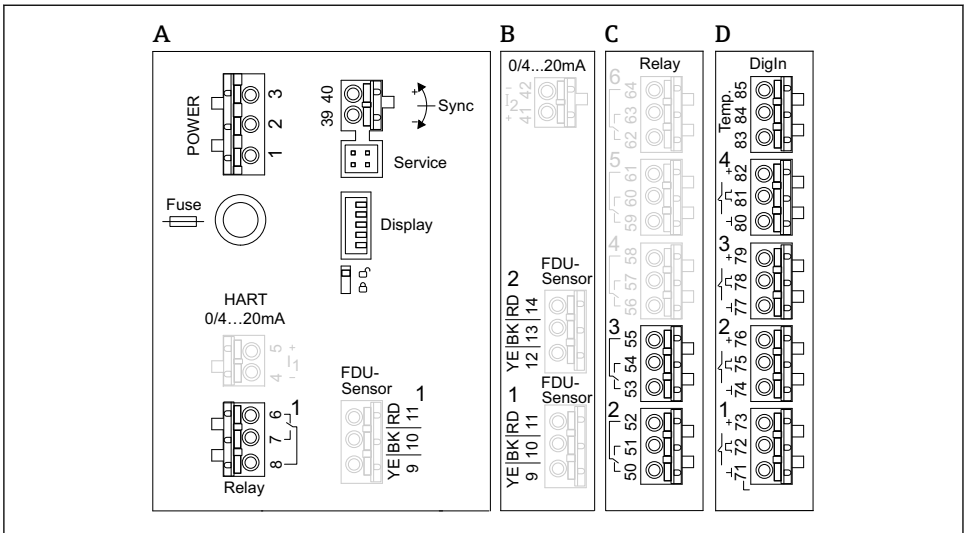 A
POWER
1 2 3
39 40
+
-
Sync
Service
Fuse
Display
HART
0/4...20mA
4 5
- +
1
6
7
8
1
Relay
FDU-
Sensor
1
YE|BK|RD
9 10 11
B
0/4...20mA
+ -
2
41 42
2
FDU-
Sensor
YE|BK|RD
12 13 14
1
FDU-
Sensor
YE|BK|RD
9 10 11
C
Relay
6
62 63 64
5
59 60 61
4
56 57 58
3
53 54 55
2
50 51 52
D
DigIn
Temp.
83 84 85
4
+
80 81 82
3
+
77 78 79
2
+
74 75 76
1
+
71 72 73